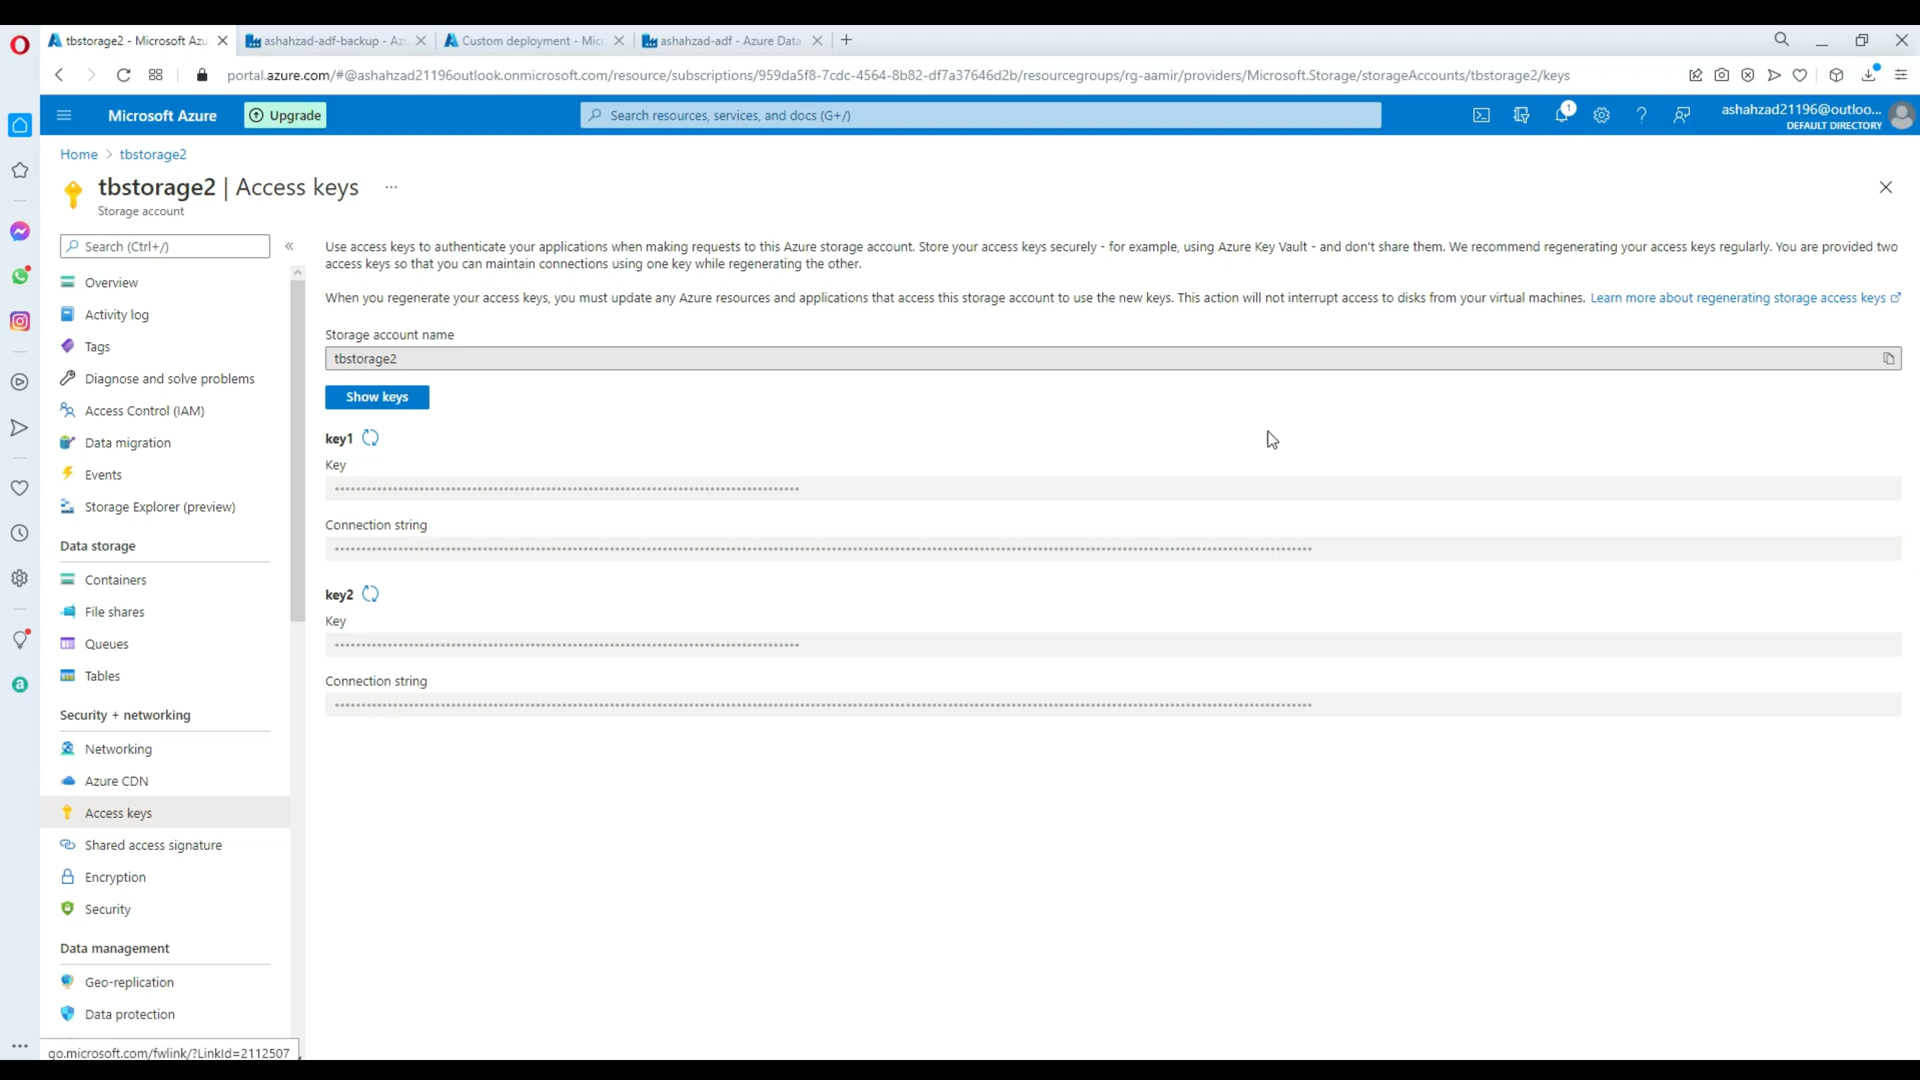 tbstorage2 - Microsoft Azu
ashahzad-adf-backup - Az
Custom deployment - Micr
ashahzad-adf - Azure Data
portal.azure.com/#@ashahzad21196outlook.onmicrosoft.com/resource/subscriptions/959da5f8-7cdc-4564-8b82-df7a37646d2b/resourcegroups/rg-aamir/providers/Microsoft.Storage/storageAccounts/tbstorage2/keys
Microsoft Azure
Upgrade
Search resources, services, and docs (G+/)
1
ashahzad21196@outloo...
DEFAULT DIRECTORY
Home > tbstorage2
tbstorage2 | Access keys ...
Storage account
Search (Ctrl+/)
Overview
Activity log
Tags
Diagnose and solve problems
Access Control (IAM)
Data migration
Events
Storage Explorer (preview)
Data storage
Containers
File shares
Queues
Tables
Security + networking
Networking
Azure CDN
Access keys
Shared access signature
Encryption
Security
Data management
Geo-replication
Data protection
go.microsoft.com/fwlink/?LinkId=2112507
Use access keys to authenticate your applications when making requests to this Azure storage account. Store your access keys securely - for example, using Azure Key Vault - and don't share them. We recommend regenerating your access keys regularly. You are provided two
access keys so that you can maintain connections using one key while regenerating the other.
When you regenerate your access keys, you must update any Azure resources and applications that access this storage account to use the new keys. This action will not interrupt access to disks from your virtual machines. Learn more about regenerating storage access keys
Storage account name
tbstorage2
Show keys
key1
Key
Connection string
key2
Key
Connection string